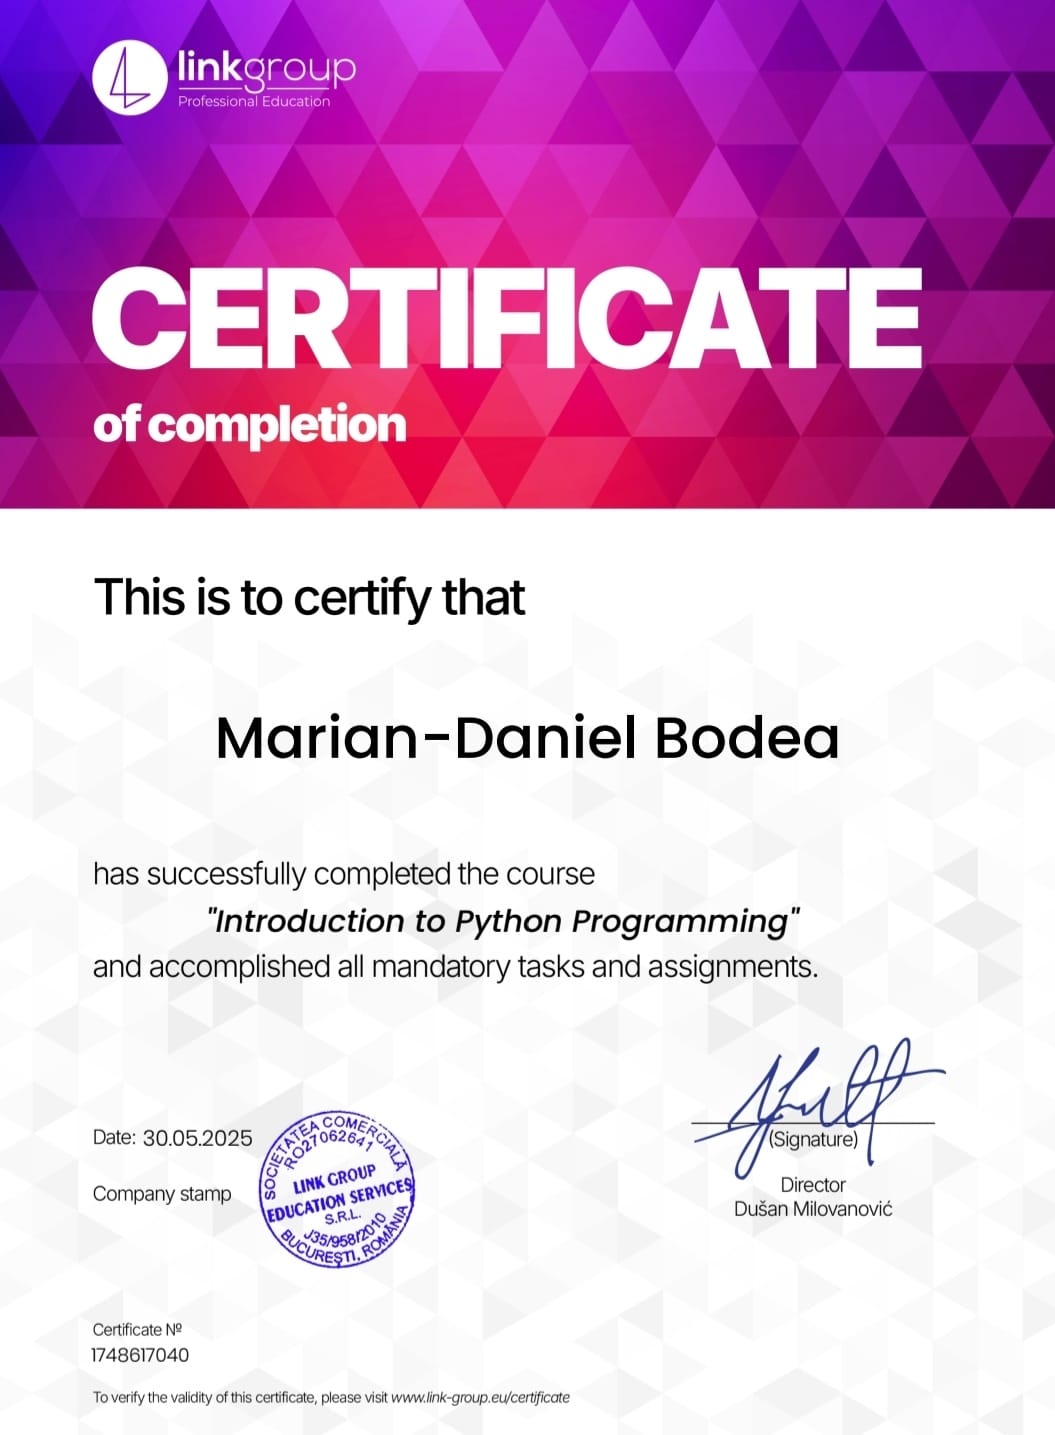 linkgroup
Professional Education
CERTIFICATE
of completion
This is to certify that
Marian-Daniel Bodea
has successfully completed the course
"Introduction to Python Programming"
and accomplished all mandatory tasks and assignments.
Date: 30.05.2025
Company stamp
SOCIETATEA COMERCIALĂ
RO27062641
LINK GROUP
EDUCATION SERVICES
S.R.L.
J35/958/2010
BUCUREŞTI, ROMÂNIA
(Signature)
Director
Dušan Milovanović
Certificate №
1748617040
To verify the validity of this certificate, please visit www.link-group.eu/certificate